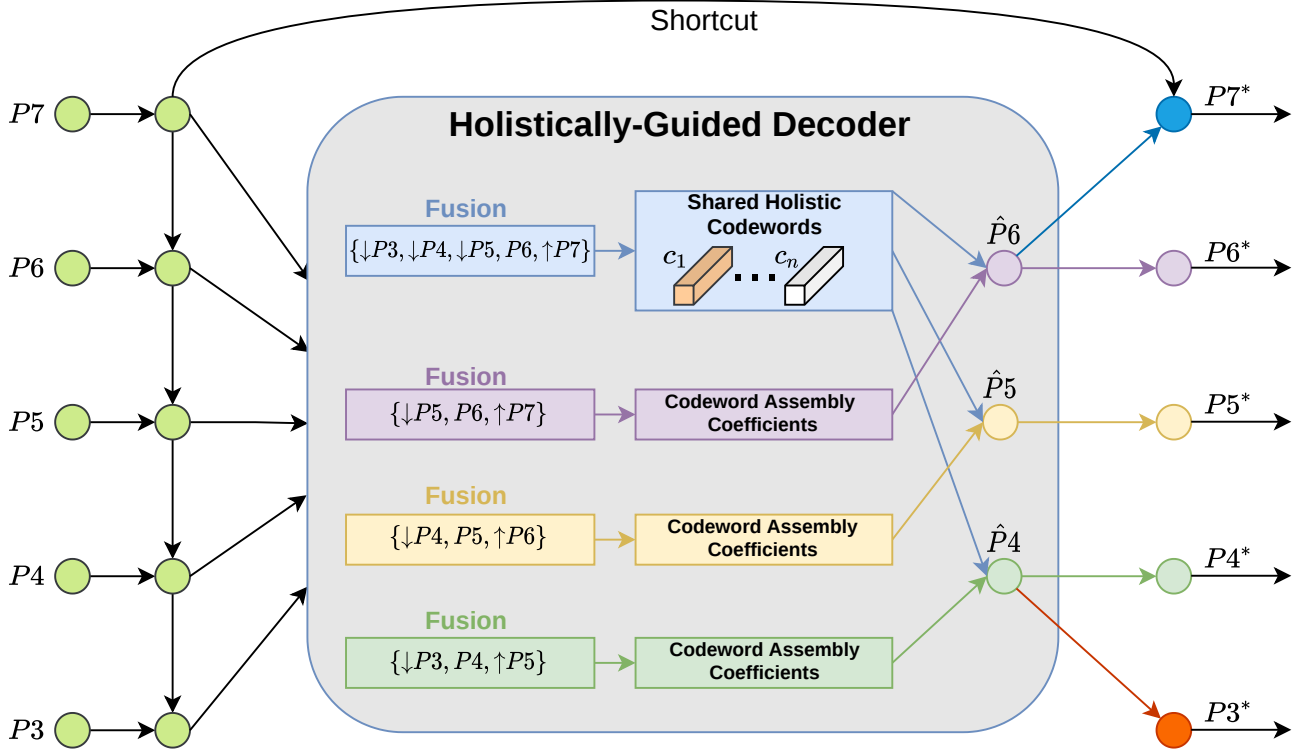 Shortcut
P7
P7*
Holistically-Guided Decoder
Fusion
{↓P3, ↓P4, ↓P5, P6, ↑P7}
Shared Holistic
Codewords
c₁ ... cₙ
P6
P̂6
P6*
Fusion
{↓P5, P6, ↑P7}
Codeword Assembly
Coefficients
P5
P̂5
P5*
Fusion
{↓P4, P5, ↑P6}
Codeword Assembly
Coefficients
P4
P̂4
P4*
Fusion
{↓P3, P4, ↑P5}
Codeword Assembly
Coefficients
P3
P3*